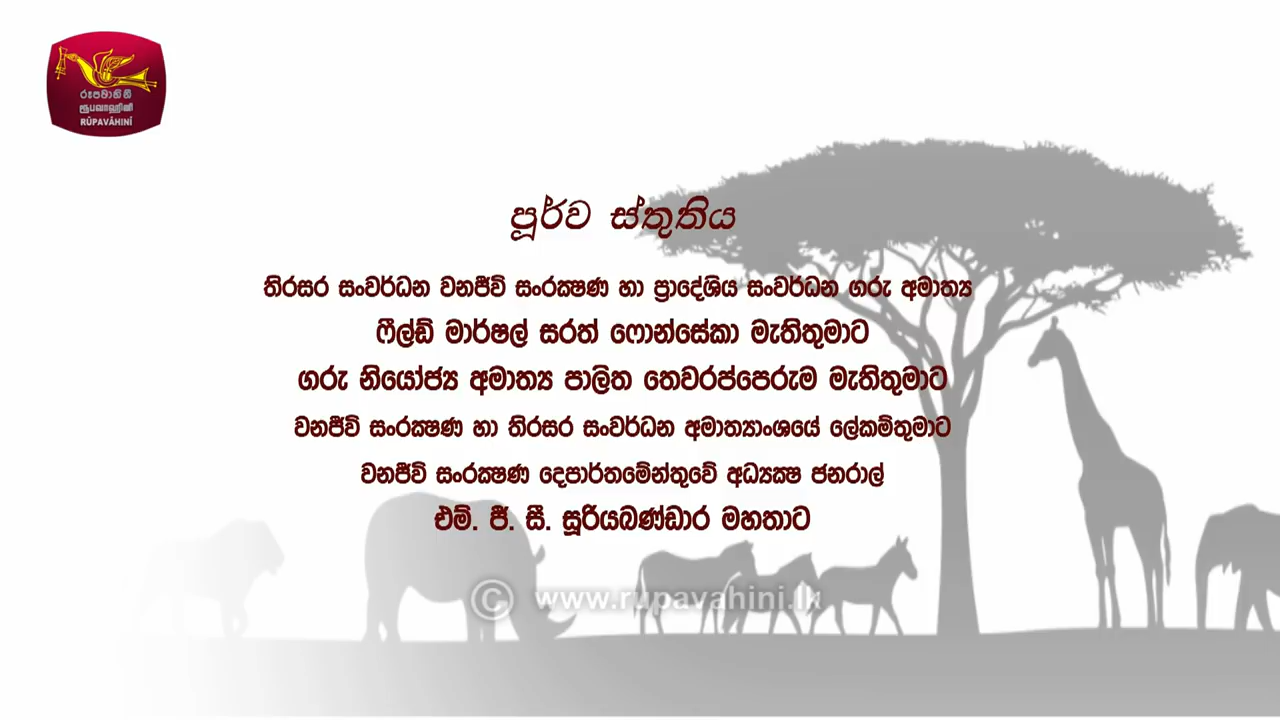 රූපවාහිනී
ரூபவாஹினி
RŪPAVĀHINĪ
පූර්ව ස්තුතිය
තිරසර සංවර්ධන වනජීවි සංරක්‍ෂණ හා ප්‍රාදේශිය සංවර්ධන ගරු අමාත්‍ය
ෆීල්ඩ් මාර්ෂල් සරත් ෆොන්සේකා මැතිතුමාට
ගරු නියෝජ්‍ය අමාත්‍ය පාලිත තෙවරප්පෙරුම මැතිතුමාට
වනජීවි සංරක්‍ෂණ හා තිරසර සංවර්ධන අමාත්‍යාංශයේ ලේකම්තුමාට
වනජීවි සංරක්‍ෂණ දෙපාර්තමේන්තුවේ අධ්‍යක්‍ෂ ජනරාල්
එම්. ජී. සී. සූරියබණ්ඩාර මහතාට
© www.rupavahini.lk